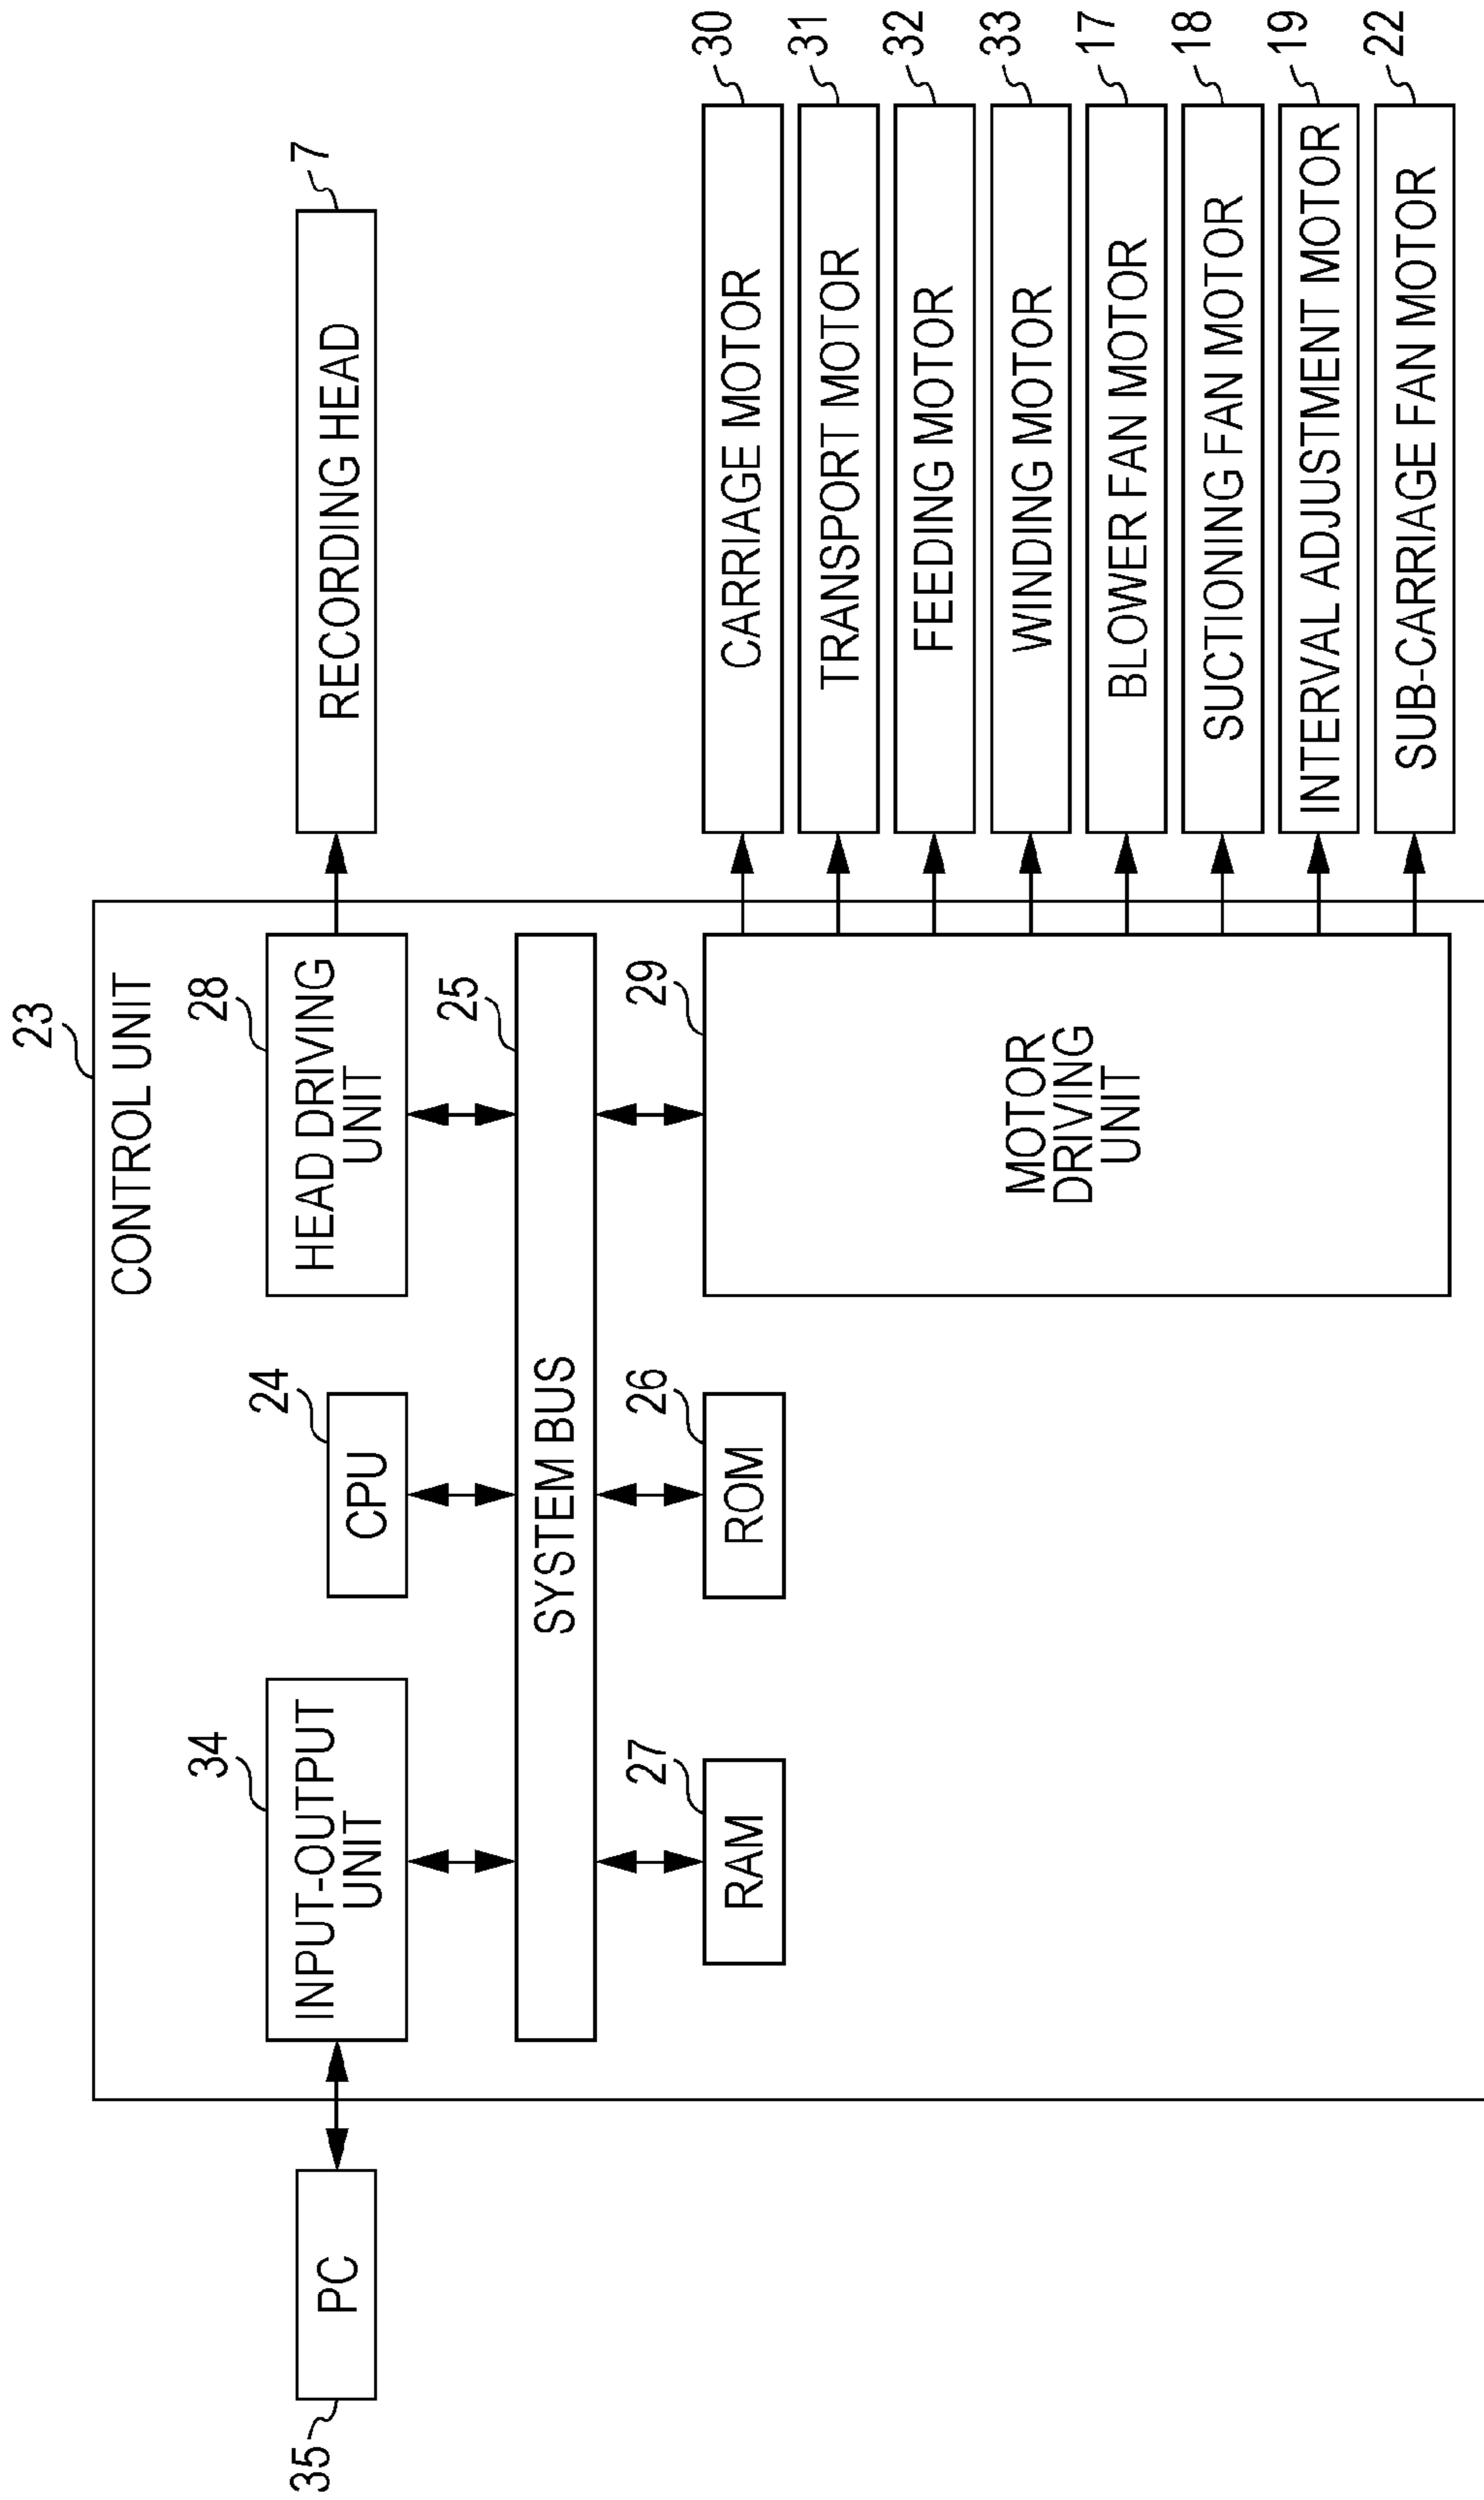 23
CONTROL UNIT
35
PC
34
INPUT-OUTPUT
UNIT
24
CPU
28
HEAD DRIVING
UNIT
7
RECORDING HEAD
25
SYSTEM BUS
27
RAM
26
ROM
29
MOTOR
DRIVING
UNIT
CARRIAGE MOTOR
30
TRANSPORT MOTOR
31
FEEDING MOTOR
32
WINDING MOTOR
33
BLOWER FAN MOTOR
17
SUCTIONING FAN MOTOR
18
INTERVAL ADJUSTMENT MOTOR
19
SUB-CARRIAGE FAN MOTOR
22